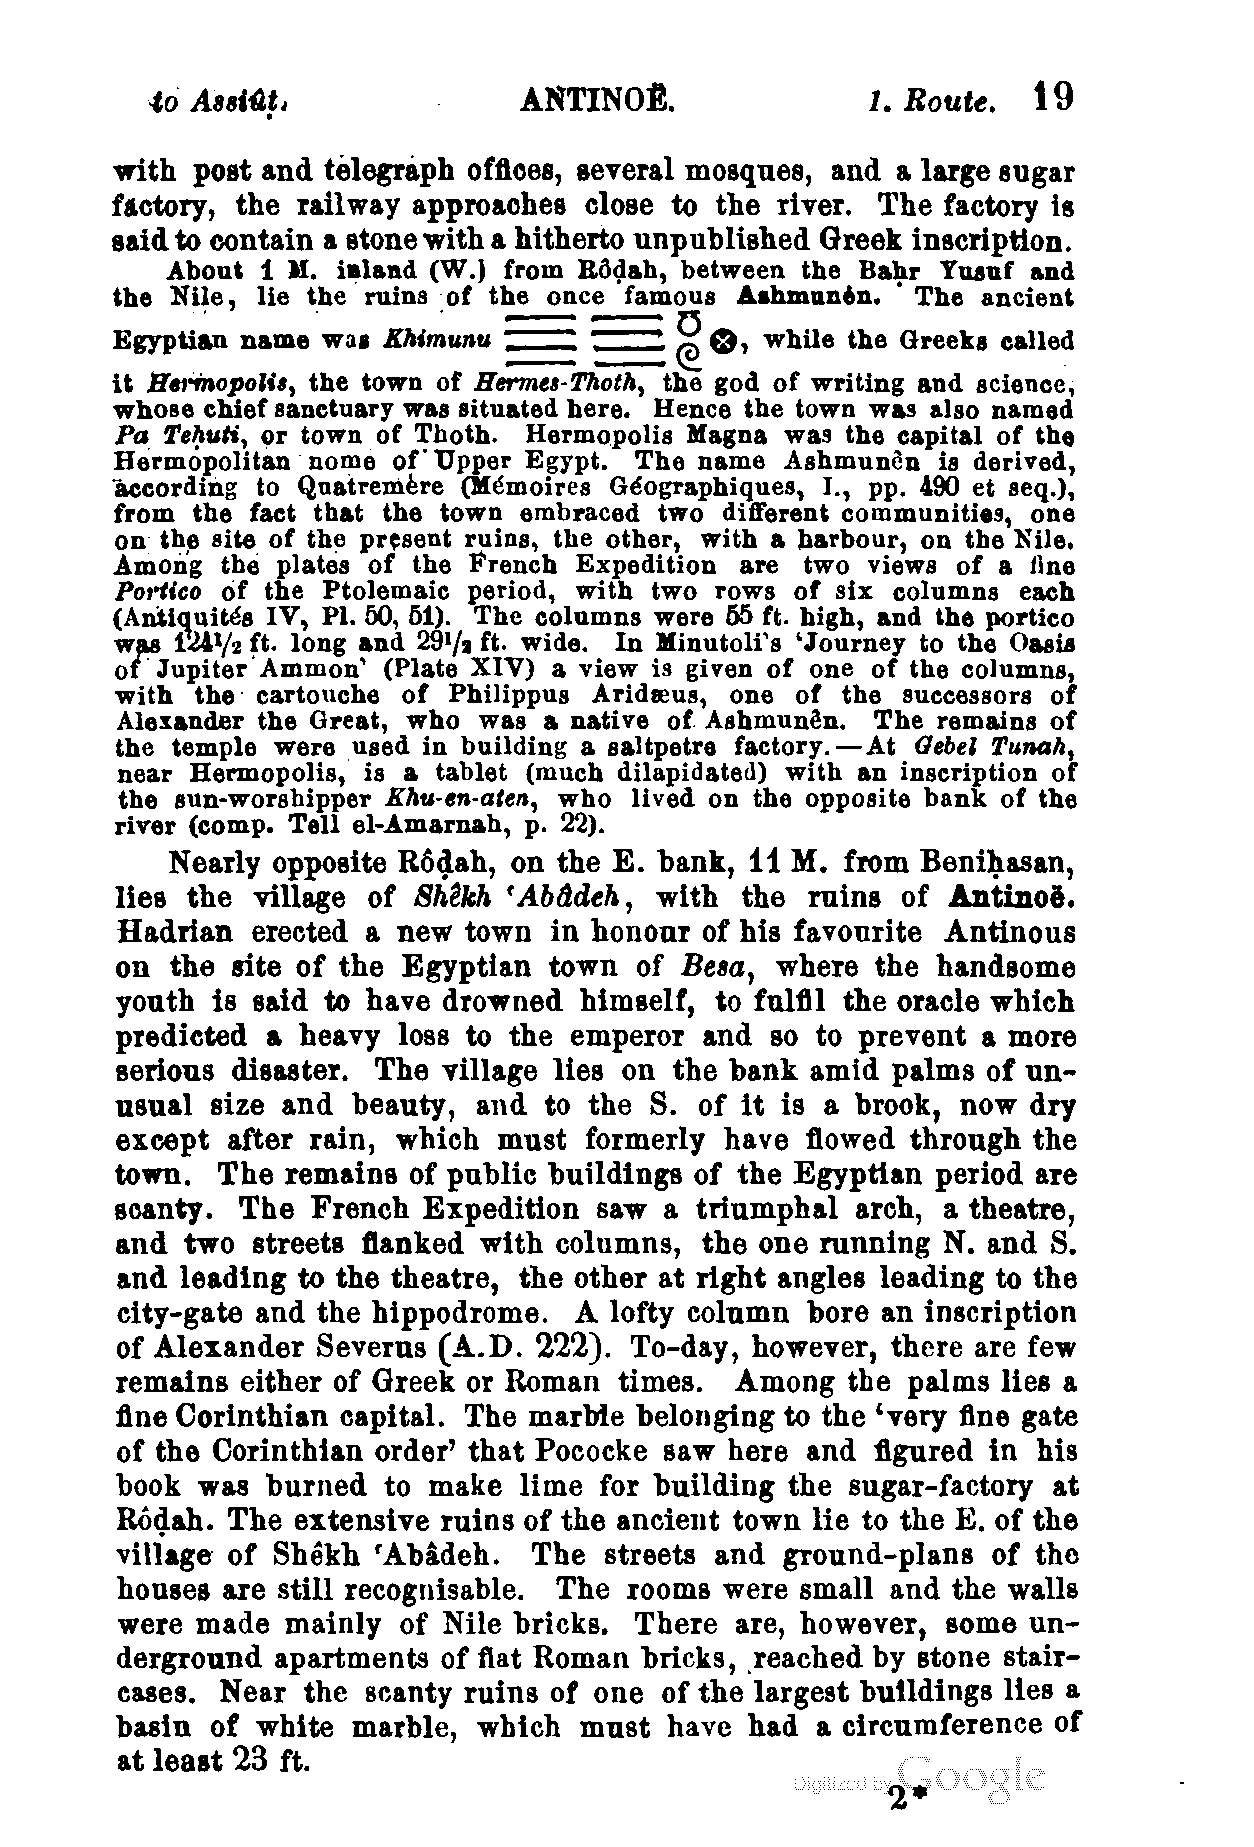 to Assiûṭ. ANTINOË. 1. Route. 19
with post and telegraph offices, several mosques, and a large sugar
factory, the railway approaches close to the river. The factory is
said to contain a stone with a hitherto unpublished Greek inscription.
About 1 M. inland (W.) from Rôḍah, between the Baḥr Yusuf and
the Nile, lie the ruins of the once famous Ashmunên. The ancient
Egyptian name was Khimunu , while the Greeks called
it Hermopolis, the town of Hermes-Thoth, the god of writing and science,
whose chief sanctuary was situated here. Hence the town was also named
Pa Teḥuti, or town of Thoth. Hermopolis Magna was the capital of the
Hermopolitan nome of Upper Egypt. The name Ashmunên is derived,
according to Quatremère (Mémoires Géographiques, I., pp. 490 et seq.),
from the fact that the town embraced two different communities, one
on the site of the present ruins, the other, with a harbour, on the Nile.
Among the plates of the French Expedition are two views of a fine
Portico of the Ptolemaic period, with two rows of six columns each
(Antiquités IV, Pl. 50, 51). The columns were 55 ft. high, and the portico
was 124½ ft. long and 29½ ft. wide. In Minutoli's 'Journey to the Oasis
of Jupiter Ammon' (Plate XIV) a view is given of one of the columns,
with the cartouche of Philippus Aridæus, one of the successors of
Alexander the Great, who was a native of Ashmunên. The remains of
the temple were used in building a saltpetre factory. — At Gebel Tunah,
near Hermopolis, is a tablet (much dilapidated) with an inscription of
the sun-worshipper Khu-en-aten, who lived on the opposite bank of the
river (comp. Tell el-Amarnah, p. 22).
Nearly opposite Rôḍah, on the E. bank, 11 M. from Beniḥasan,
lies the village of Shêkh ʿAbâdeh, with the ruins of Antinoë.
Hadrian erected a new town in honour of his favourite Antinous
on the site of the Egyptian town of Besa, where the handsome
youth is said to have drowned himself, to fulfil the oracle which
predicted a heavy loss to the emperor and so to prevent a more
serious disaster. The village lies on the bank amid palms of un-
usual size and beauty, and to the S. of it is a brook, now dry
except after rain, which must formerly have flowed through the
town. The remains of public buildings of the Egyptian period are
scanty. The French Expedition saw a triumphal arch, a theatre,
and two streets flanked with columns, the one running N. and S.
and leading to the theatre, the other at right angles leading to the
city-gate and the hippodrome. A lofty column bore an inscription
of Alexander Severus (A.D. 222). To-day, however, there are few
remains either of Greek or Roman times. Among the palms lies a
fine Corinthian capital. The marble belonging to the 'very fine gate
of the Corinthian order' that Pococke saw here and figured in his
book was burned to make lime for building the sugar-factory at
Rôḍah. The extensive ruins of the ancient town lie to the E. of the
village of Shêkh ʿAbâdeh. The streets and ground-plans of the
houses are still recognisable. The rooms were small and the walls
were made mainly of Nile bricks. There are, however, some un-
derground apartments of flat Roman bricks, reached by stone stair-
cases. Near the scanty ruins of one of the largest buildings lies a
basin of white marble, which must have had a circumference of
at least 23 ft.
Digitized by Google
2*